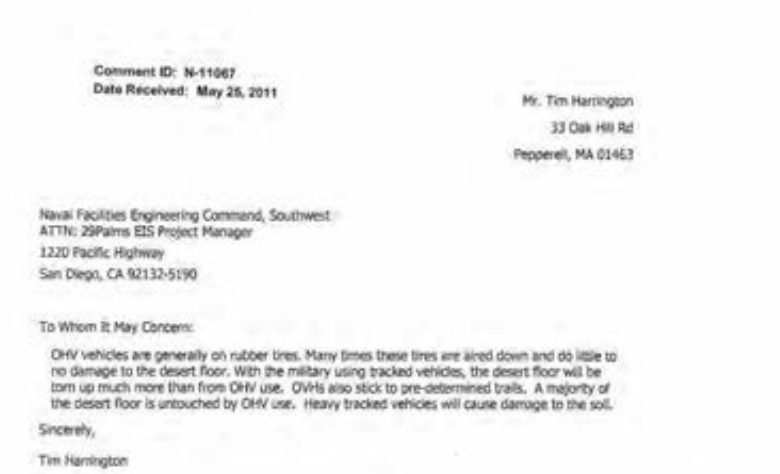 Comment ID: N-11067
Date Received: May 25, 2011
Mr. Tim Harrington
33 Oak Hill Rd
Pepperell, MA 01463
Naval Facilities Engineering Command, Southwest
ATTN: 29Palms EIS Project Manager
1220 Pacific Highway
San Diego, CA 92132-5190
To Whom It May Concern:
OHV vehicles are generally on rubber tires. Many times these tires are aired down and do little to
no damage to the desert floor. With the military using tracked vehicles, the desert floor will be
torn up much more than from OHV use. OVHs also stick to pre-determined trails. A majority of
the desert floor is untouched by OHV use. Heavy tracked vehicles will cause damage to the soil.
Sincerely,
Tim Harrington